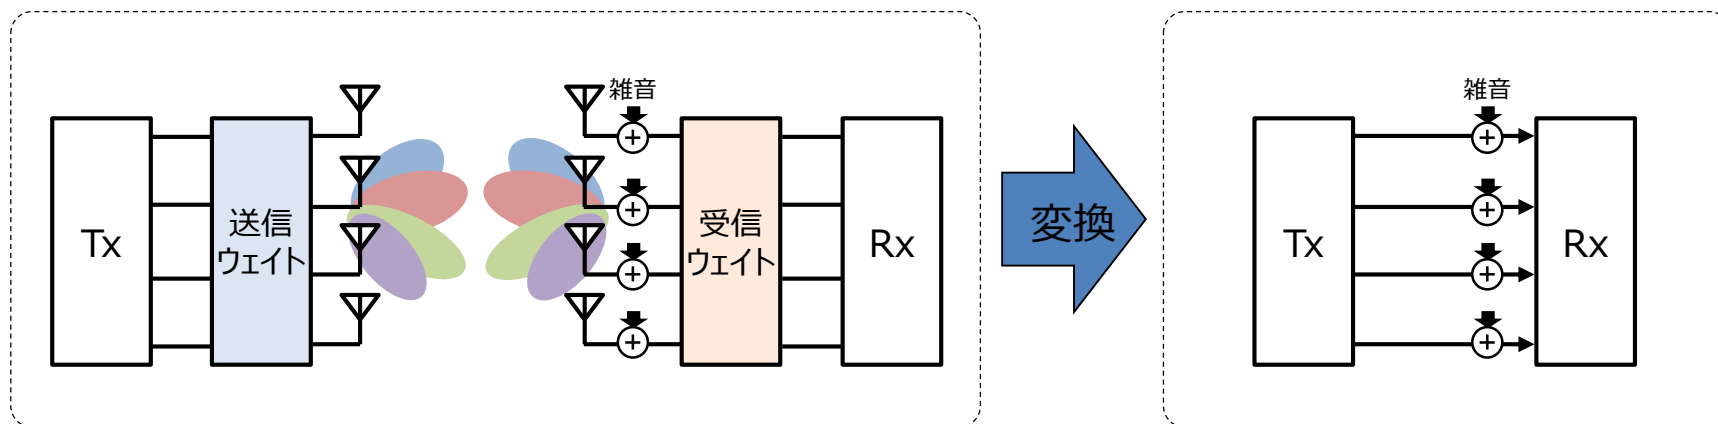 雑音
Tx
送信
ウェイト
+
+
+
+
受信
ウェイト
Rx
変換
雑音
Tx
+
+
+
+
Rx